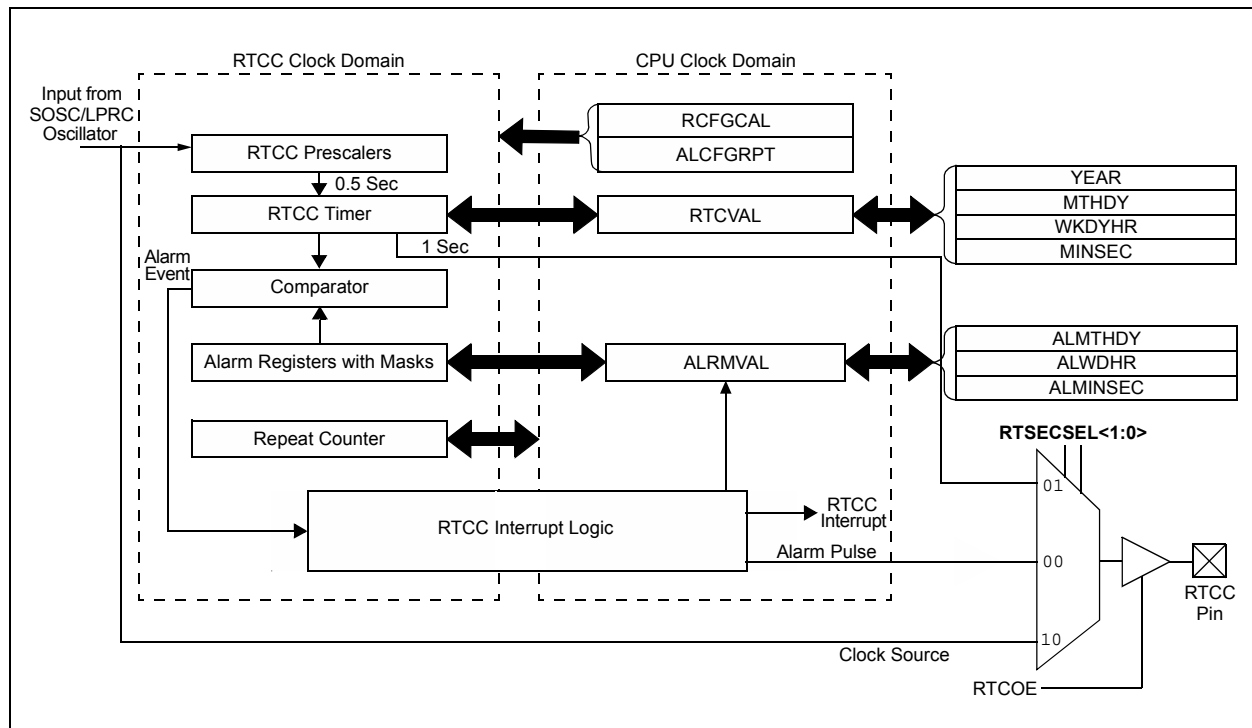 RTCC Clock Domain
CPU Clock Domain
Input from
SOSC/LPRC
Oscillator
RCFGCAL
ALCFGRPT
RTCC Prescalers
0.5 Sec
RTCC Timer
RTCVAL
YEAR
MTHDY
WKDYHR
MINSEC
1 Sec
Alarm
Event
Comparator
Alarm Registers with Masks
ALRMVAL
ALMTHDY
ALWDHR
ALMINSEC
Repeat Counter
RTSECSEL<1:0>
01
RTCC Interrupt Logic
RTCC
Interrupt
Alarm Pulse
00
RTCC
Pin
10
Clock Source
RTCOE